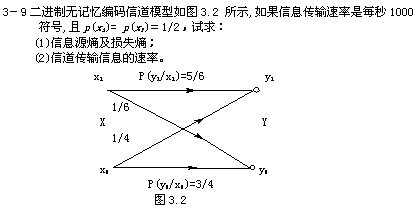 3－9二进制无记忆编码信道模型如图3.2 所示,如果信息传输速率是每秒1000
符号,且 p(x₁)= p(x₂)＝1/2，试求：
(1)信息源熵及损失熵；
(2)信道传输信息的速率。
x₁ P(y₁/x₁)=5/6 y₁
1/6
X Y
1/4
x₂ y₂
P(y₂/x₂)=3/4
图3.2